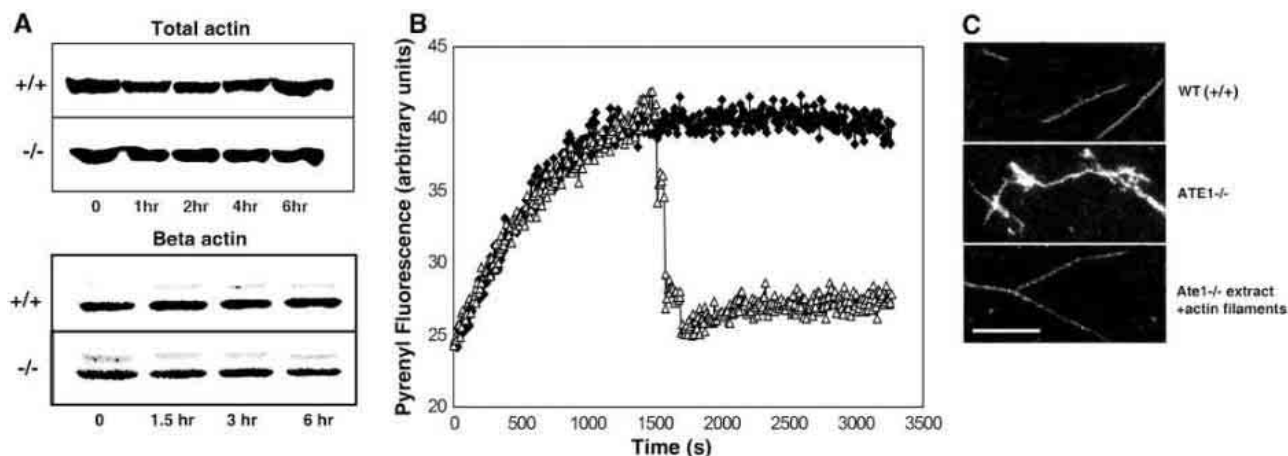 A
Total actin
+/+
-/-
0 1hr 2hr 4hr 6hr
Beta actin
+/+
-/-
0 1.5 hr 3 hr 6 hr
B
Pyrenyl Fluorescence (arbitrary units)
45
40
35
30
25
20
0 500 1000 1500 2000 2500 3000 3500
Time (s)
C
WT (+/+)
ATE1-/-
Ate1-/- extract
+actin filaments